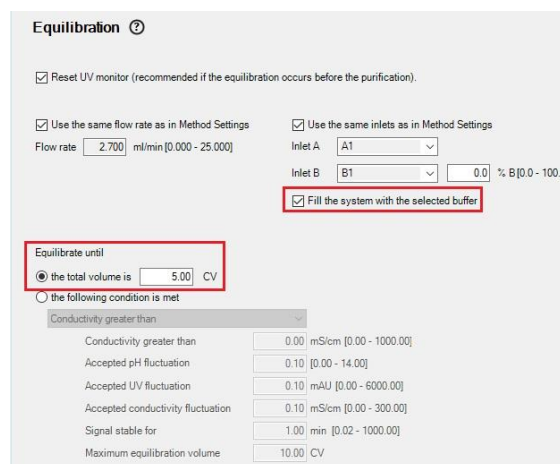 Equilibration ?
Reset UV monitor (recommended if the equilibration occurs before the purification).
Use the same flow rate as in Method Settings
Flow rate 2.700 ml/min [0.000 - 25.000]
Use the same inlets as in Method Settings
Inlet A A1
Inlet B B1 0.0 % B [0.0 - 100.
Fill the system with the selected buffer
Equilibrate until
the total volume is 5.00 CV
the following condition is met
Conductivity greater than
Conductivity greater than 0.00 mS/cm [0.00 - 1000.00]
Accepted pH fluctuation 0.10 [0.00 - 14.00]
Accepted UV fluctuation 0.10 mAU [0.00 - 6000.00]
Accepted conductivity fluctuation 0.10 mS/cm [0.00 - 300.00]
Signal stable for 1.00 min [0.02 - 1000.00]
Maximum equilibration volume 10.00 CV